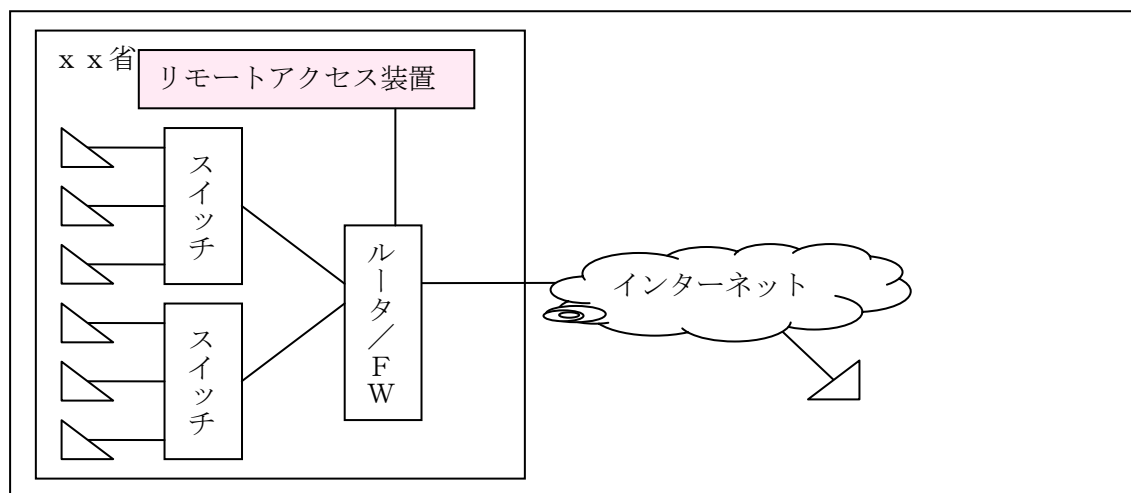 ｘｘ省
リモートアクセス装置
スイッチ
ルータ／ＦＷ
インターネット
スイッチ